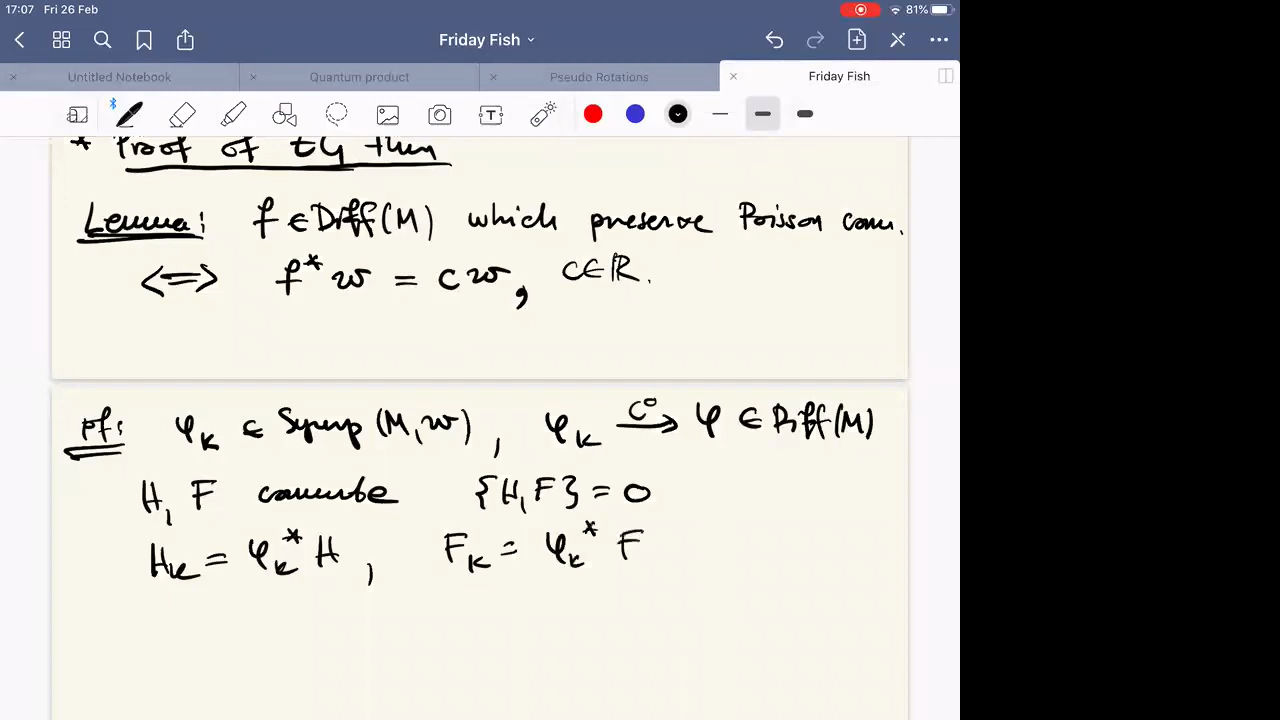 17:07 Fri 26 Feb
81%
Friday Fish
Untitled Notebook
Quantum product
Pseudo Rotations
Friday Fish
T
* Proof of EG thm
Lemma: f ∈ Diff(M) which preserve Poisson comm.
<=> f* ω = c ω, c∈ℝ.
Pf: φ_k ∈ Symp (M, ω), φ_k —C⁰→ φ ∈ Diff(M)
H, F commute {H, F} = 0
H_k = φ_k^* H, F_k = φ_k^* F